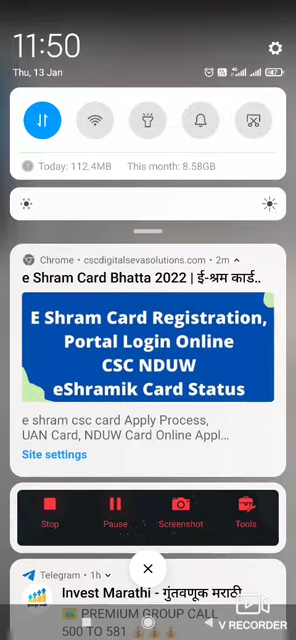 11:50
Thu, 13 Jan
Today: 112.4MB This month: 8.58GB
Chrome • cscdigitalsevasolutions.com • 2m
e Shram Card Bhatta 2022 | ई-श्रम कार्ड..
E Shram Card Registration,
Portal Login Online
CSC NDUW
eShramik Card Status
e shram csc card Apply Process,
UAN Card, NDUW Card Online Appl...
Site settings
Stop Pause Screenshot Tools
Telegram • 1h
Invest Marathi - गुंतवणूक मराठी
PREMIUM GROUP CALL
500 TO 581
V RECORDER